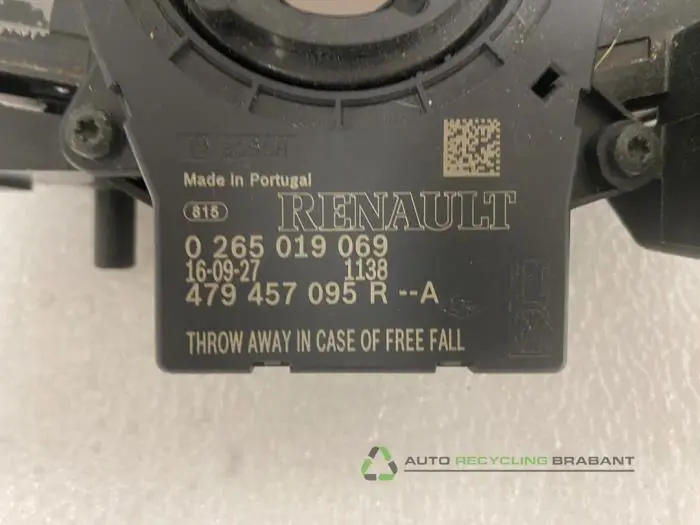 BOSCH
Made in Portugal
815 RENAULT
0 265 019 069
16-09-27 1138
479 457 095 R --A
THROW AWAY IN CASE OF FREE FALL
AUTO RECYCLING BRABANT